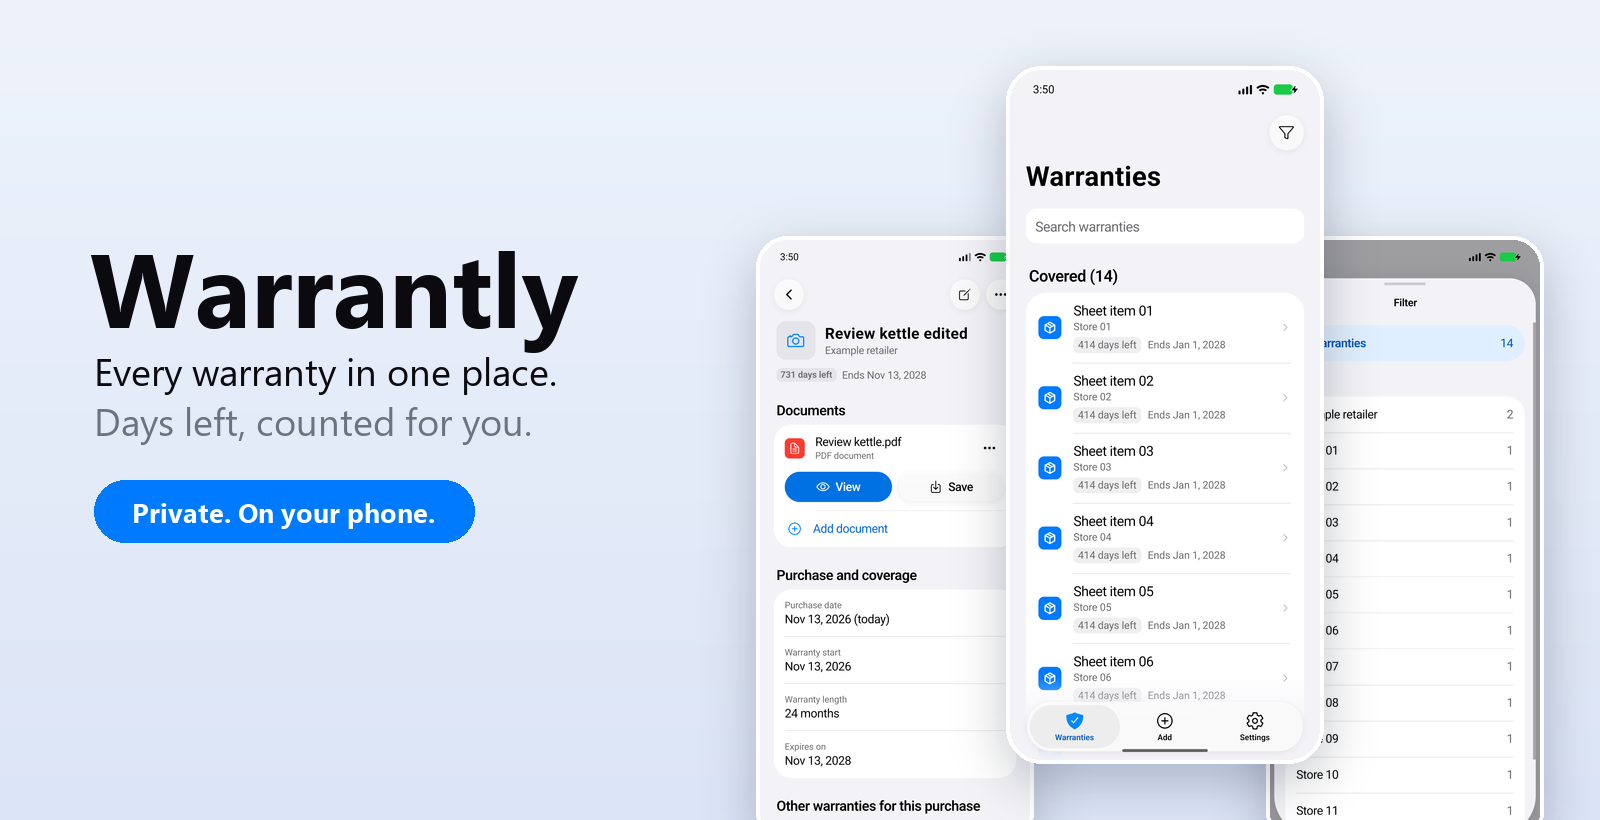 Warrantly
Every warranty in one place.
Days left, counted for you.
Private. On your phone.
3:50
Review kettle edited
Example retailer
731 days left Ends Nov 13, 2028
Documents
Review kettle.pdf
PDF document
View
Save
Add document
Purchase and coverage
Purchase date
Nov 13, 2026 (today)
Warranty start
Nov 13, 2026
Warranty length
24 months
Expires on
Nov 13, 2028
Other warranties for this purchase
3:50
Warranties
Search warranties
Covered (14)
Sheet item 01
Store 01
414 days left Ends Jan 1, 2028
Sheet item 02
Store 02
414 days left Ends Jan 1, 2028
Sheet item 03
Store 03
414 days left Ends Jan 1, 2028
Sheet item 04
Store 04
414 days left Ends Jan 1, 2028
Sheet item 05
Store 05
414 days left Ends Jan 1, 2028
Sheet item 06
Store 06
414 days left Ends Jan 1, 2028
Warranties
Add
Settings
Filter
arranties 14
ple retailer 2
01 1
02 1
03 1
04 1
05 1
06 1
07 1
08 1
09 1
Store 10 1
Store 11 1